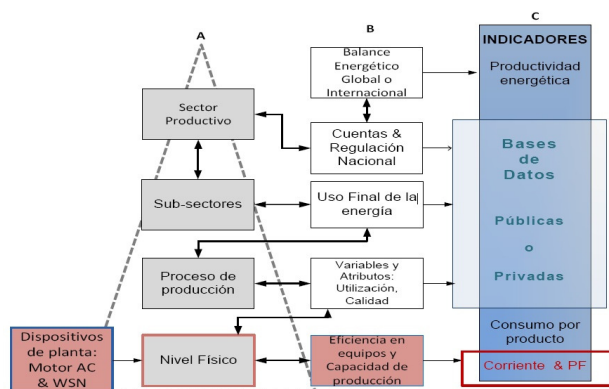 A
B
C
Balance
Energético
Global o
Internacional
INDICADORES
Productividad
energética
Sector
Productivo
Cuentas &
Regulación
Nacional
Bases
de
Datos
Públicas
o
Privadas
Sub-sectores
Uso Final de la
energía
Proceso de
producción
Variables y
Atributos:
Utilización,
Calidad
Consumo por
producto
Dispositivos
de planta:
Motor AC
& WSN
Nivel Físico
Eficiencia en
equipos y
Capacidad de
producción
Corriente & PF